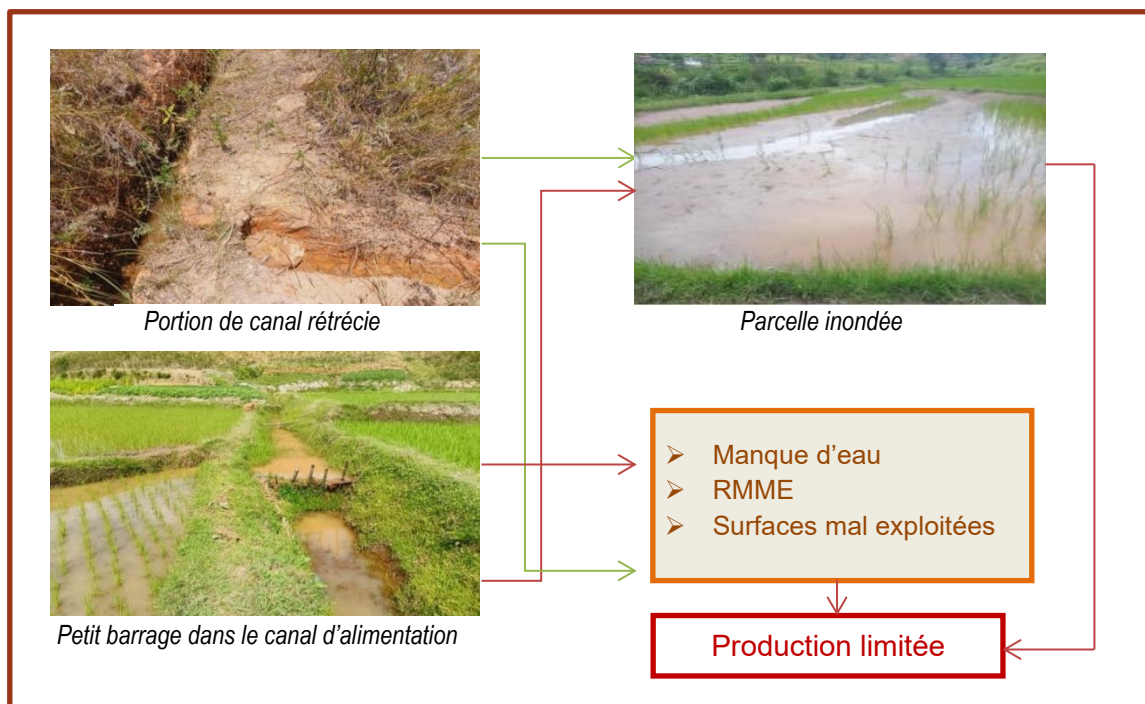 Portion de canal rétrécie
Parcelle inondée
Manque d'eau
RMME
Surfaces mal exploitées
Petit barrage dans le canal d'alimentation
Production limitée